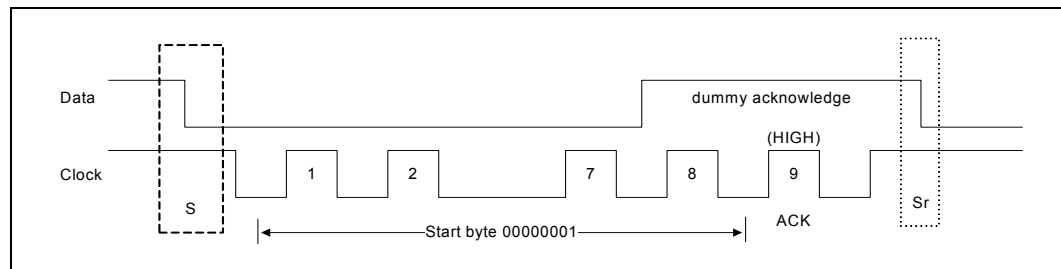 Data
dummy acknowledge
(HIGH)
Clock
1
2
7
8
9
S
Sr
Start byte 00000001
ACK